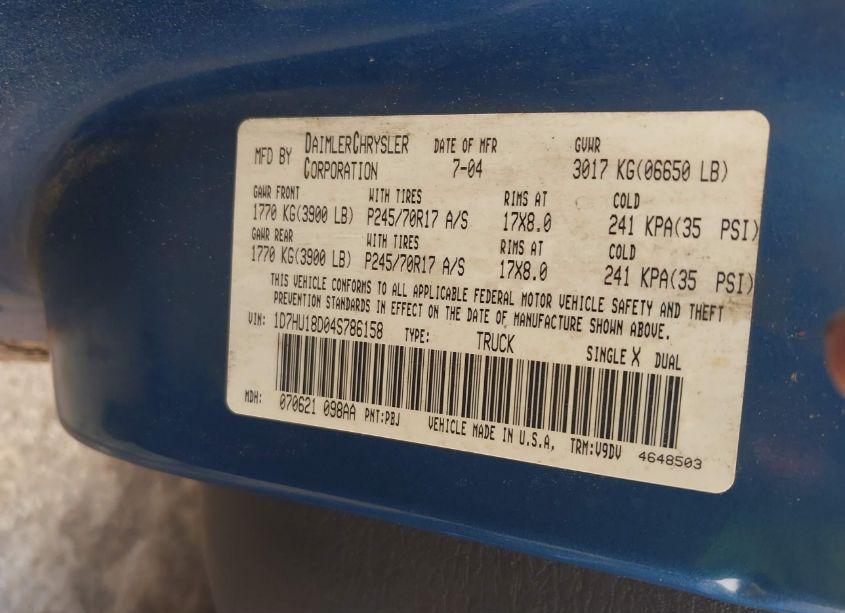 MFD BY DAIMLERCHRYSLER CORPORATION DATE OF MFR 7-04 GVWR 3017 KG(06650 LB)
GAWR FRONT WITH TIRES RIMS AT COLD
1770 KG(3900 LB) P245/70R17 A/S 17X8.0 241 KPA(35 PSI)
GAWR REAR WITH TIRES RIMS AT COLD
1770 KG(3900 LB) P245/70R17 A/S 17X8.0 241 KPA(35 PSI)
THIS VEHICLE CONFORMS TO ALL APPLICABLE FEDERAL MOTOR VEHICLE SAFETY AND THEFT
PREVENTION STANDARDS IN EFFECT ON THE DATE OF MANUFACTURE SHOWN ABOVE.
VIN: 1D7HU18D04S786158 TYPE: TRUCK SINGLE X DUAL
MDH: 070621 098AA PNT:PBJ VEHICLE MADE IN U.S.A. TRM:V9DV 4648503